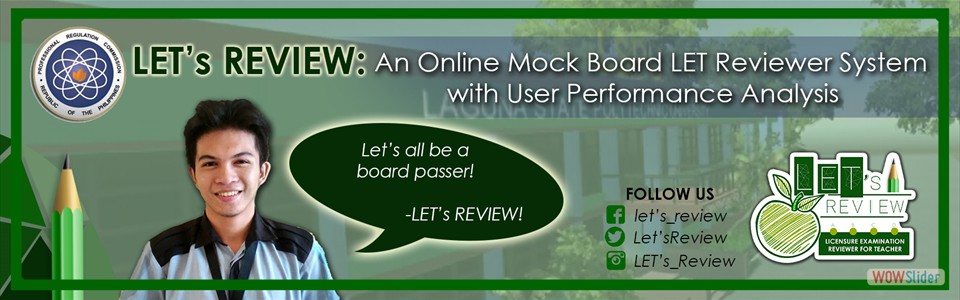 PROFESSIONAL REGULATION COMMISSION
REPUBLIC OF THE PHILIPPINES
LET's REVIEW: An Online Mock Board LET Reviewer System
with User Performance Analysis
Let's all be a
board passer!
-LET's REVIEW!
FOLLOW US
let's_review
Let'sReview
LET's_Review
LET's
REVIEW
LICENSURE EXAMINATION
REVIEWER FOR TEACHER
WOWSlider